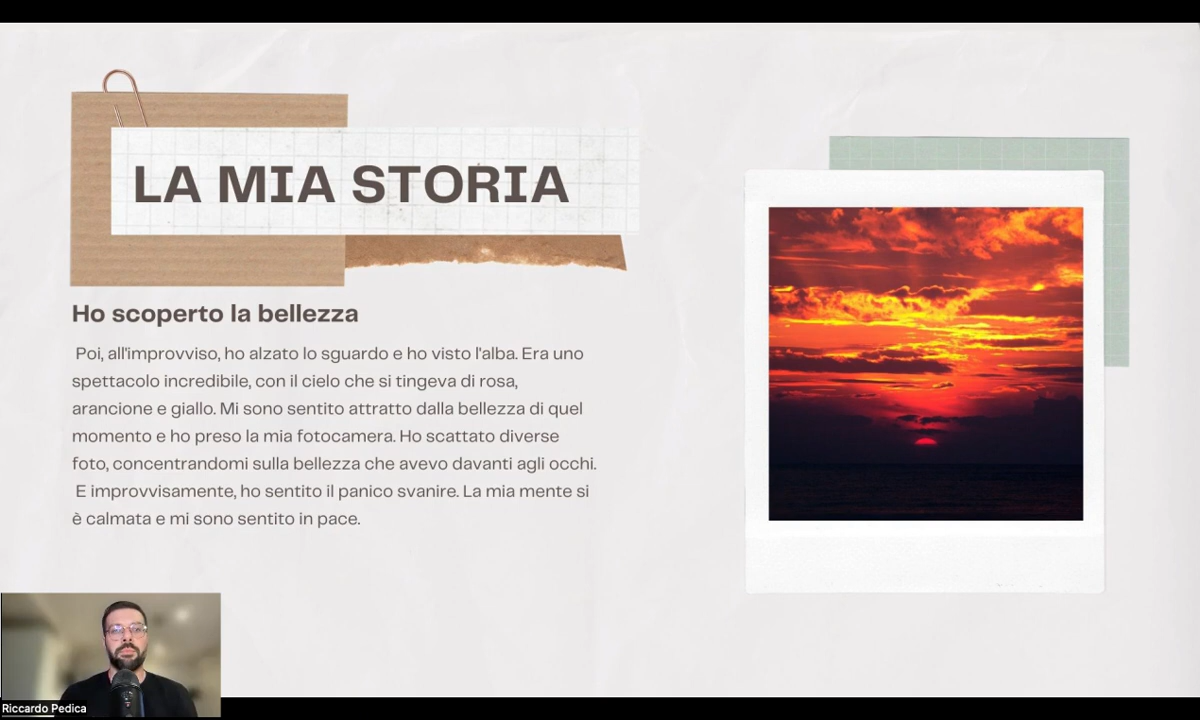 LA MIA STORIA
Ho scoperto la bellezza
Poi, all'improvviso, ho alzato lo sguardo e ho visto l'alba. Era uno
spettacolo incredibile, con il cielo che si tingeva di rosa,
arancione e giallo. Mi sono sentito attratto dalla bellezza di quel
momento e ho preso la mia fotocamera. Ho scattato diverse
foto, concentrandomi sulla bellezza che avevo davanti agli occhi.
E improvvisamente, ho sentito il panico svanire. La mia mente si
è calmata e mi sono sentito in pace.
Riccardo Pedica